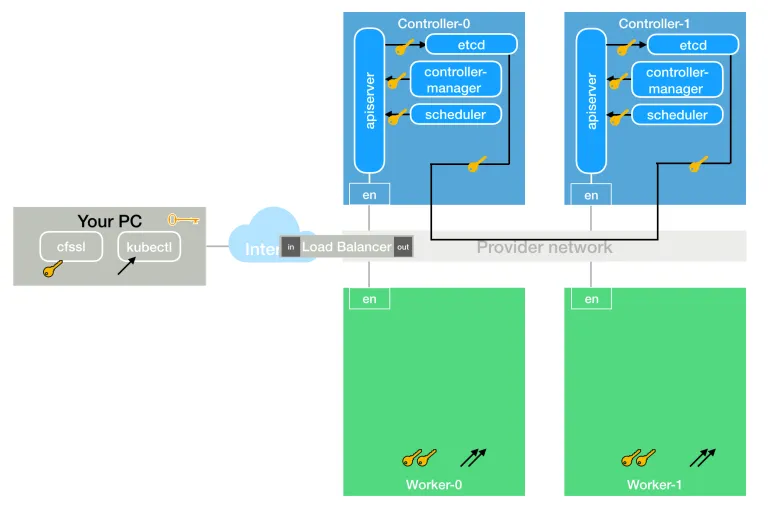 Controller-0
Controller-1
etcd
etcd
controller-
manager
controller-
manager
apiserver
apiserver
scheduler
scheduler
en
en
Your PC
cfssl
kubectl
Inter
in
Load Balancer
out
Provider network
en
en
Worker-0
Worker-1